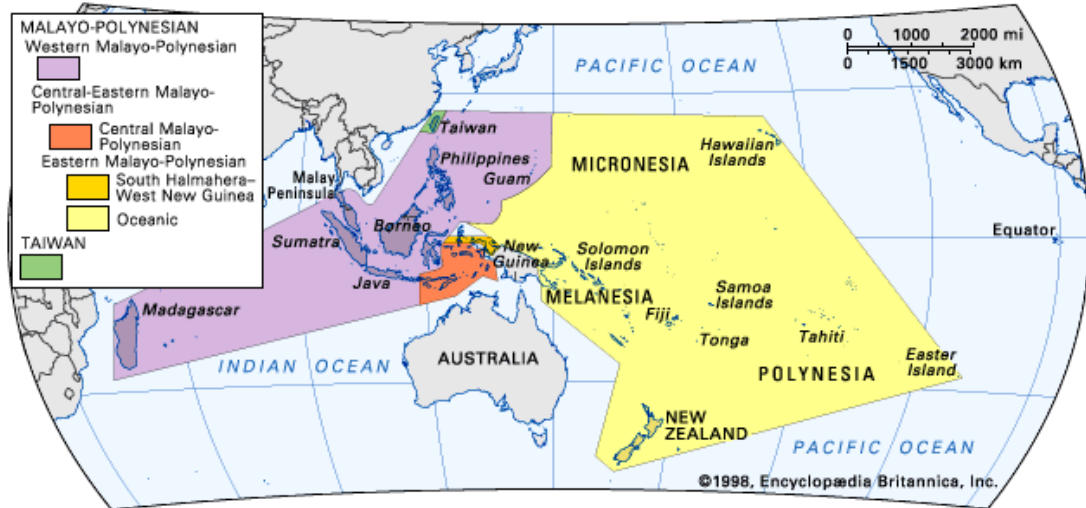 MALAYO-POLYNESIAN
Western Malayo-Polynesian
Central-Eastern Malayo-
Polynesian
Central Malayo-
Polynesian
Eastern Malayo-Polynesian
South Halmahera–
West New Guinea
Oceanic
TAIWAN
0 1000 2000 mi
0 1500 3000 km
PACIFIC OCEAN
Taiwan
Philippines
Guam
MICRONESIA
Hawaiian
Islands
Malay
Peninsula
Borneo
Sumatra
Java
New
Guinea
Solomon
Islands
Equator
MELANESIA
Samoa
Islands
Fiji
Tonga
Tahiti
Easter
Island
Madagascar
INDIAN OCEAN
AUSTRALIA
POLYNESIA
NEW
ZEALAND
PACIFIC OCEAN
©1998, Encyclopædia Britannica, Inc.